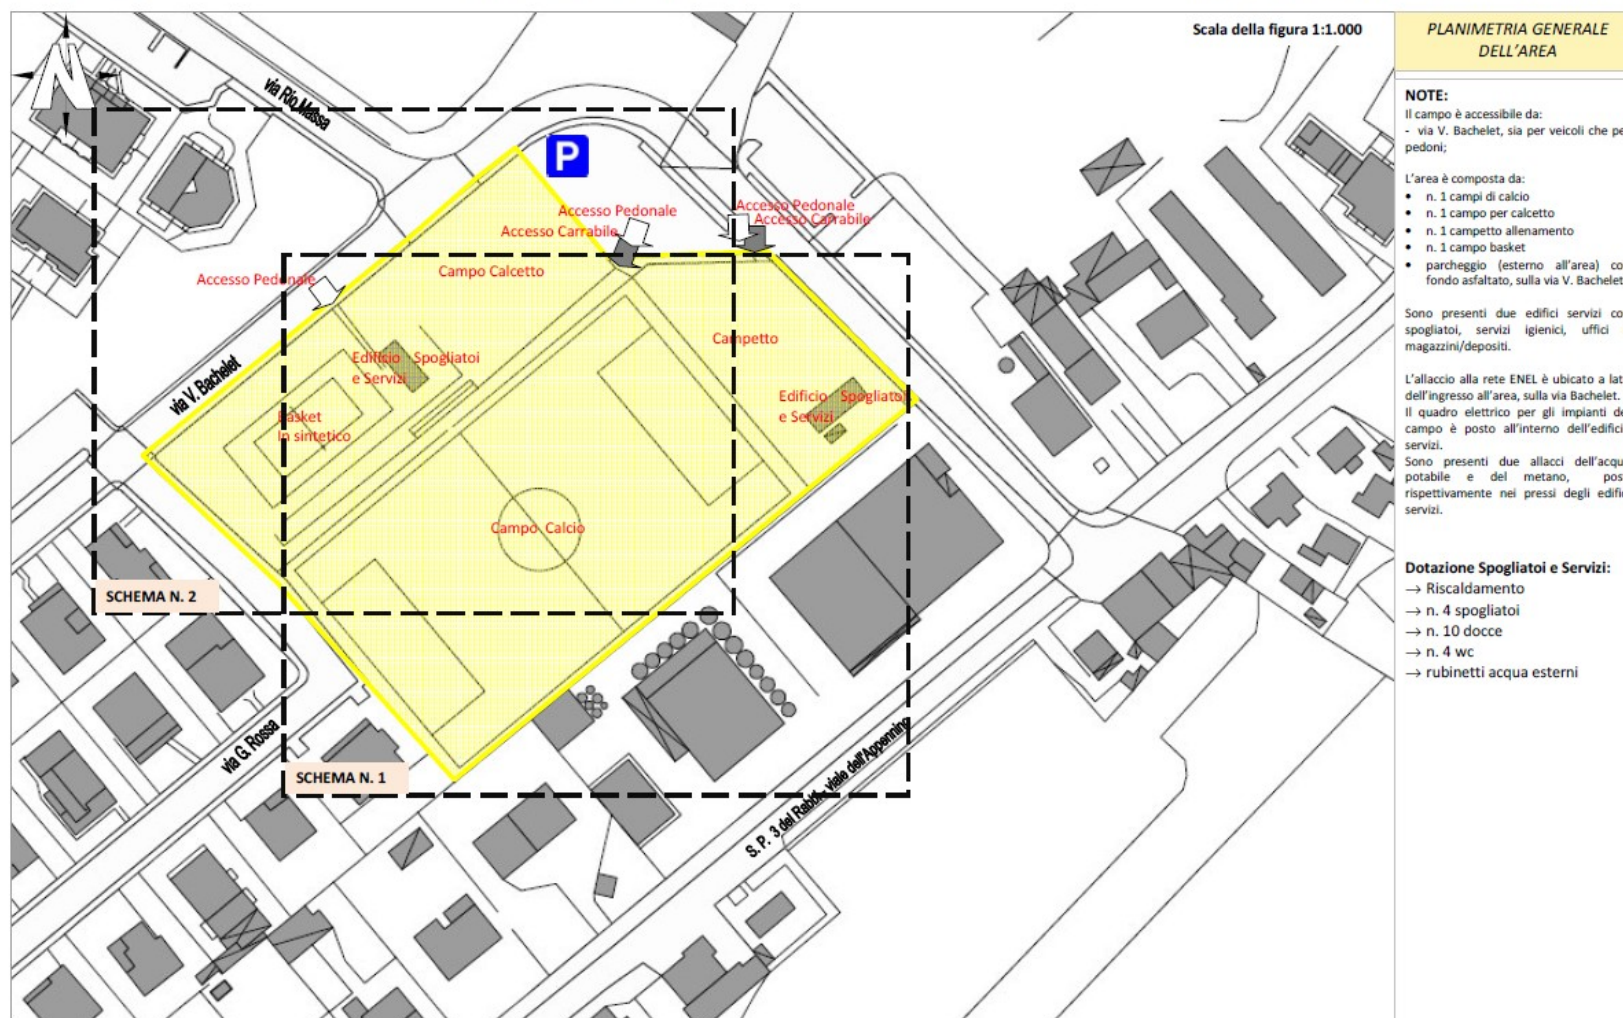 Scala della figura 1:1.000
N
via Rio Massa
P
Accesso Pedonale
Accesso Carrabile
Accesso Pedonale
Accesso Carrabile
Accesso Pedonale
Campo Calcetto
via V. Bachelet
Edificio Spogliatoi
e Servizi
Campetto
Basket
In sintetico
Edificio Spogliatoi
e Servizi
Campo Calcio
SCHEMA N. 2
SCHEMA N. 1
via G. Rossa
S. P. 3 del Rabbi - viale dell'Appennino
PLANIMETRIA GENERALE
DELL'AREA
NOTE:
Il campo è accessibile da:
- via V. Bachelet, sia per veicoli che pe
pedoni;
L'area è composta da:
• n. 1 campi di calcio
• n. 1 campo per calcetto
• n. 1 campetto allenamento
• n. 1 campo basket
• parcheggio (esterno all'area) co
fondo asfaltato, sulla via V. Bachelet
Sono presenti due edifici servizi co
spogliatoi, servizi igienici, uffici
magazzini/depositi.
L'allaccio alla rete ENEL è ubicato a lat
dell'ingresso all'area, sulla via Bachelet.
Il quadro elettrico per gli impianti de
campo è posto all'interno dell'edifici
servizi.
Sono presenti due allacci dell'acqu
potabile e del metano, pos
rispettivamente nei pressi degli edifi
servizi.
Dotazione Spogliatoi e Servizi:
→ Riscaldamento
→ n. 4 spogliatoi
→ n. 10 docce
→ n. 4 wc
→ rubinetti acqua esterni